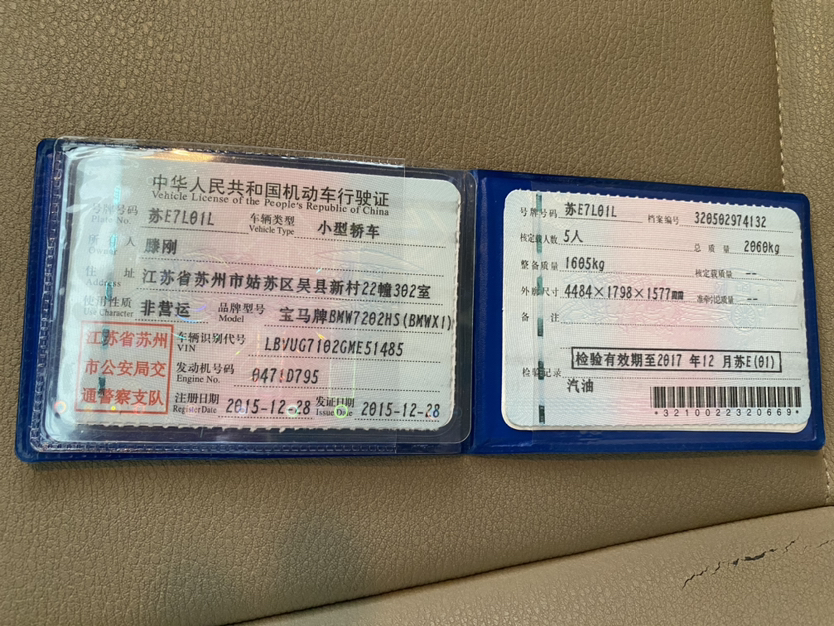 中华人民共和国机动车行驶证
Vehicle License of the People's Republic of China
号牌号码 苏E7L01L 车辆类型 小型轿车
Plate No. Vehicle Type
所有人 滕刚
Owner
住址 江苏省苏州市姑苏区吴县新村22幢302室
Address
使用性质 非营运 品牌型号 宝马牌BMW7202HS(BMWX1)
Use Character Model
江苏省苏州
市公安局交
通警察支队
车辆识别代号 LBVUG7102GME51485
VIN
发动机号码 0471D795
Engine No.
注册日期 2015-12-28 发证日期 2015-12-28
Register Date Issue Date
号牌号码 苏E7L01L 档案编号 320502974132
核定载人数 5人 总质量 2060kg
整备质量 1605kg 核定载质量 --
外廓尺寸 4484×1798×1577mm 准牵引总质量 --
备注
检验记录 检验有效期至2017 年 12 月苏E(01)
汽油
*3210022320669*